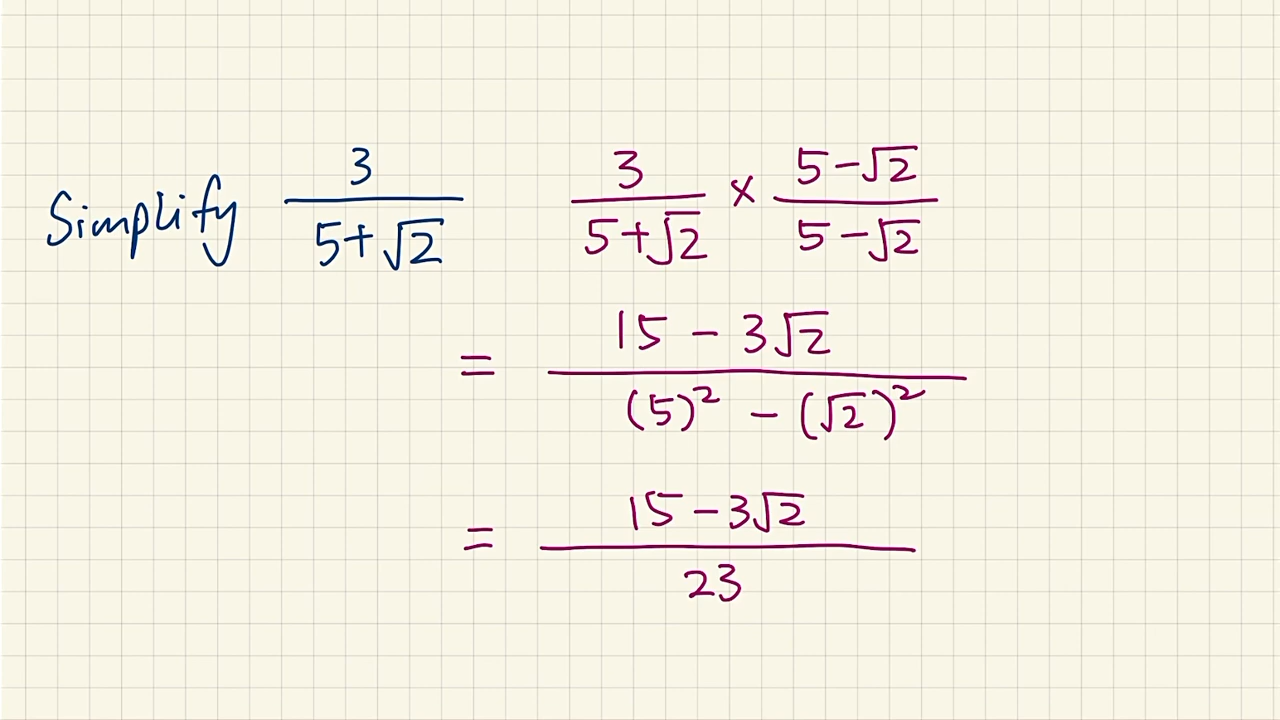 Simplify 3/(5+√2)
3/(5+√2) × (5-√2)/(5-√2)
= (15 - 3√2)/((5)² - (√2)²)
= (15-3√2)/23